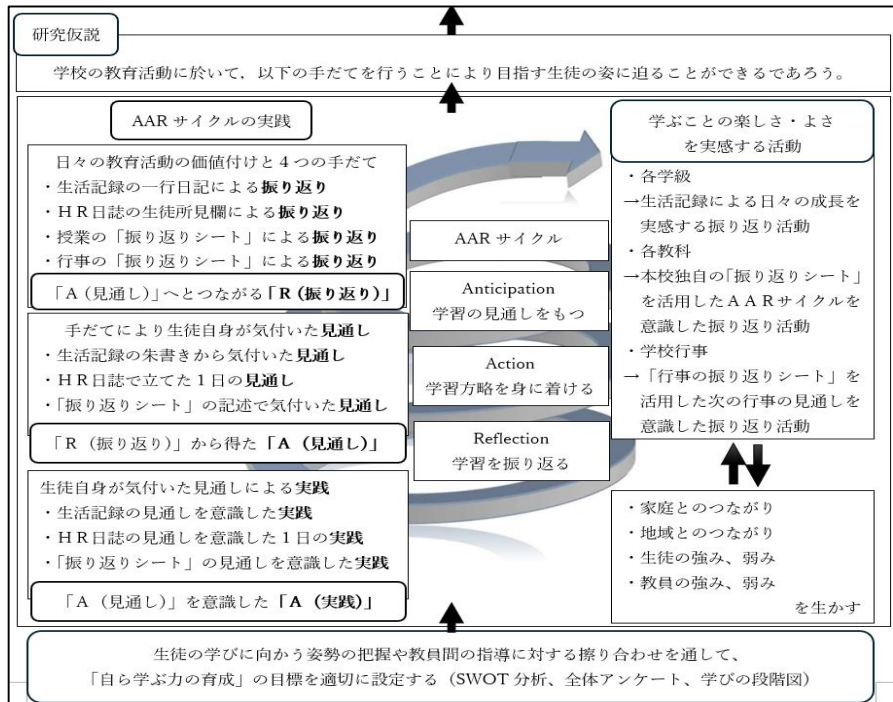 研究仮説
学校の教育活動に於いて，以下の手だてを行うことにより目指す生徒の姿に迫ることができるであろう。
AARサイクルの実践
日々の教育活動の価値付けと４つの手だて
・生活記録の一行日記による振り返り
・ＨＲ日誌の生徒所見欄による振り返り
・授業の「振り返りシート」による振り返り
・行事の「振り返りシート」による振り返り
「A（見通し）」へとつながる「R（振り返り）」
手だてにより生徒自身が気付いた見通し
・生活記録の朱書きから気付いた見通し
・ＨＲ日誌で立てた１日の見通し
・「振り返りシート」の記述で気付いた見通し
「R（振り返り）」から得た「A（見通し）」
生徒自身が気付いた見通しによる実践
・生活記録の見通しを意識した実践
・ＨＲ日誌の見通しを意識した１日の実践
・「振り返りシート」の見通しを意識した実践
「A（見通し）」を意識した「A（実践）」
AARサイクル
Anticipation
学習の見通しをもつ
Action
学習方略を身に着ける
Reflection
学習を振り返る
学ぶことの楽しさ・よさ
を実感する活動
・各学級
→生活記録による日々の成長を
実感する振り返り活動
・各教科
→本校独自の「振り返りシート」
を活用したＡＡＲサイクルを
意識した振り返り活動
・学校行事
→「行事の振り返りシート」を
活用した次の行事の見通しを
意識した振り返り活動
・家庭とのつながり
・地域とのつながり
・生徒の強み、弱み
・教員の強み、弱み
を生かす
生徒の学びに向かう姿勢の把握や教員間の指導に対する擦り合わせを通して、
「自ら学ぶ力の育成」の目標を適切に設定する（SWOT分析、全体アンケート、学びの段階図）